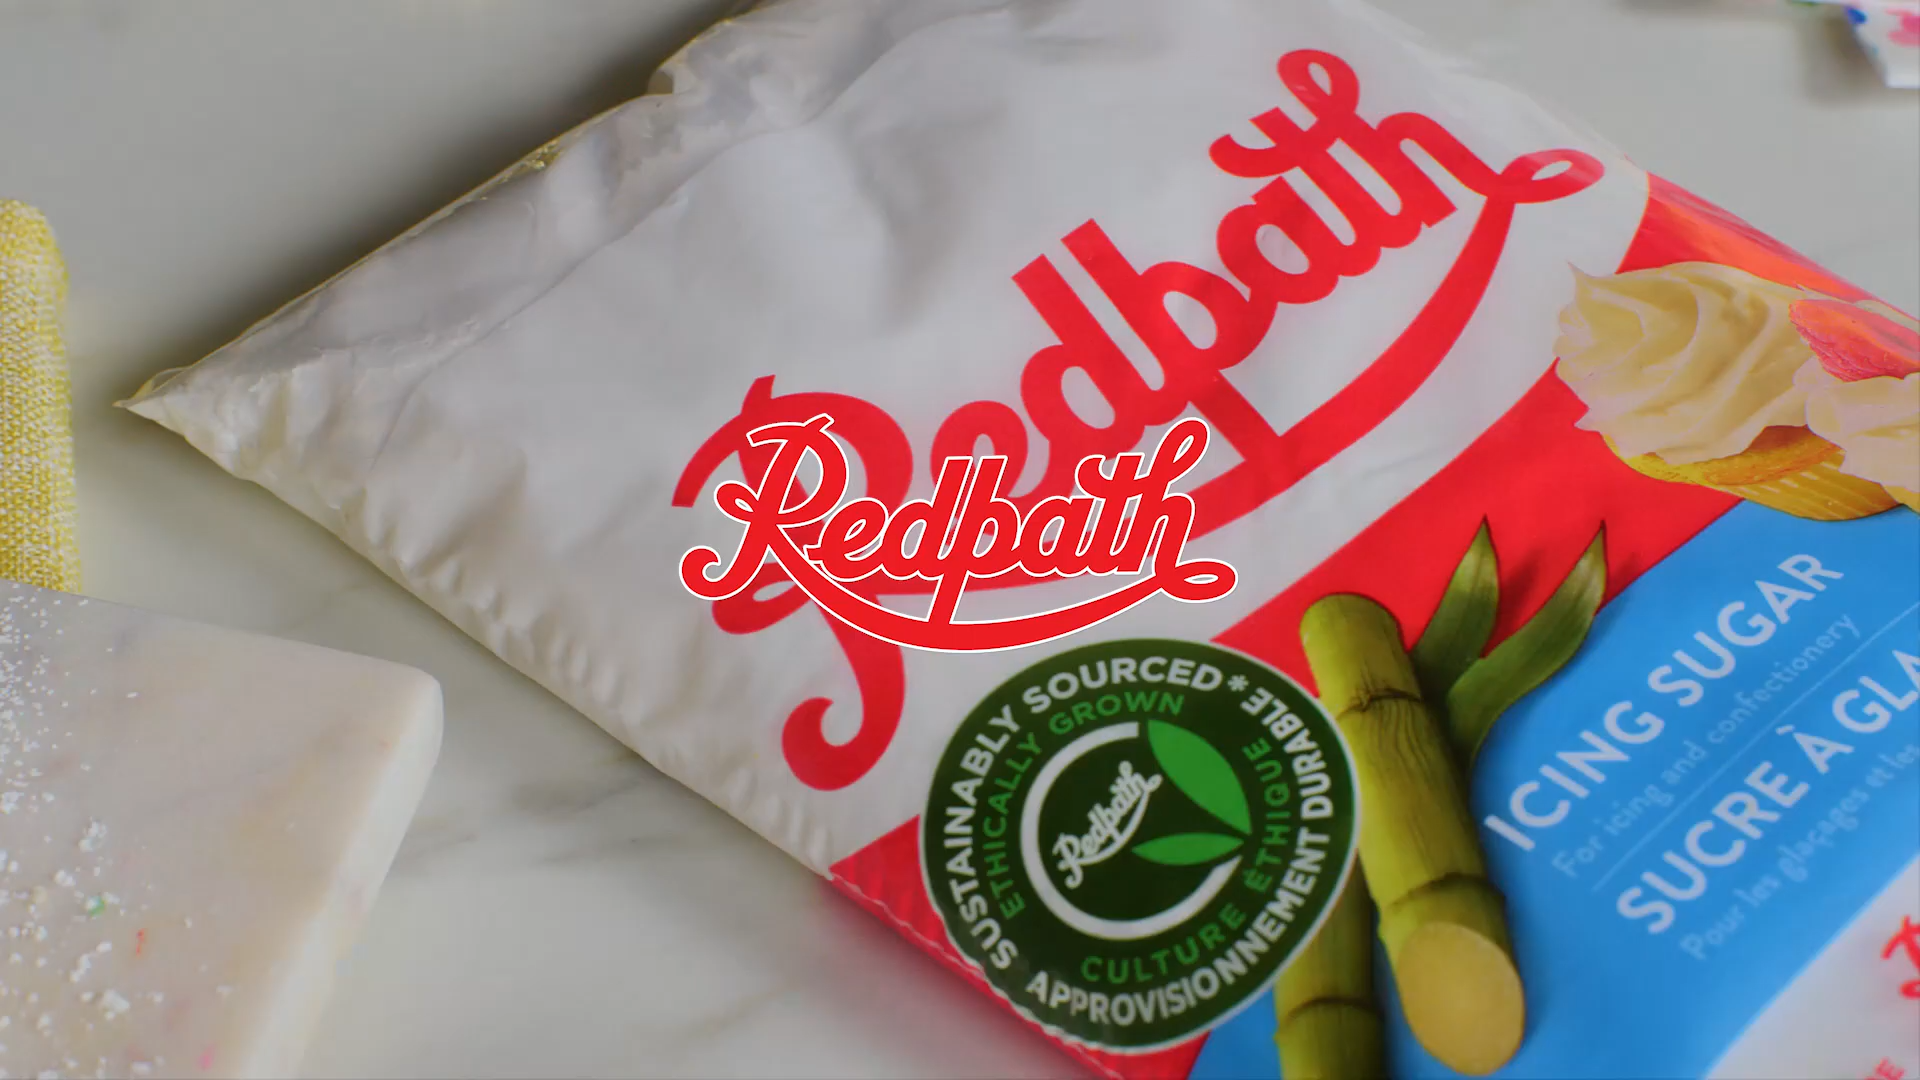 Redpath
Redpath
SUSTAINABLY SOURCED*
ETHICALLY GROWN
Redpath
CULTURE ÉTHIQUE
APPROVISIONNEMENT DURABLE
ICING SUGAR
For icing and confectionery
SUCRE À GLA
Pour les glaçages et les